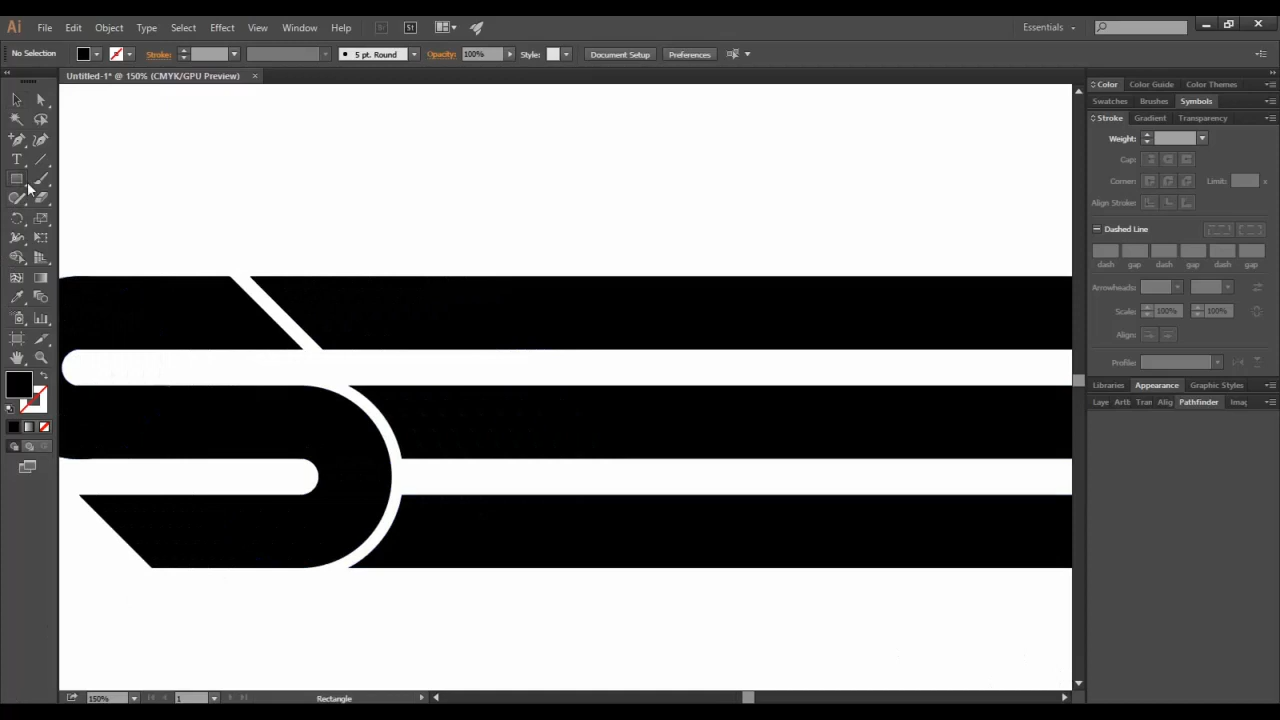 Ai File Edit Object Type Select Effect View Window Help Br St Essentials
No Selection Stroke: 5 pt. Round Opacity: 100% Style: Document Setup Preferences
Untitled-1* @ 150% (CMYK/GPU Preview) ×
Color Color Guide Color Themes
Swatches Brushes Symbols
Stroke Gradient Transparency
Weight:
Cap:
Corner: Limit: x
Align Stroke:
Dashed Line
dash gap dash gap dash gap
Arrowheads:
Scale: 100% 100%
Align:
Profile:
Libraries Appearance Graphic Styles
Laye Artb Tran Alig Pathfinder Imag
150% 1 Rectangle